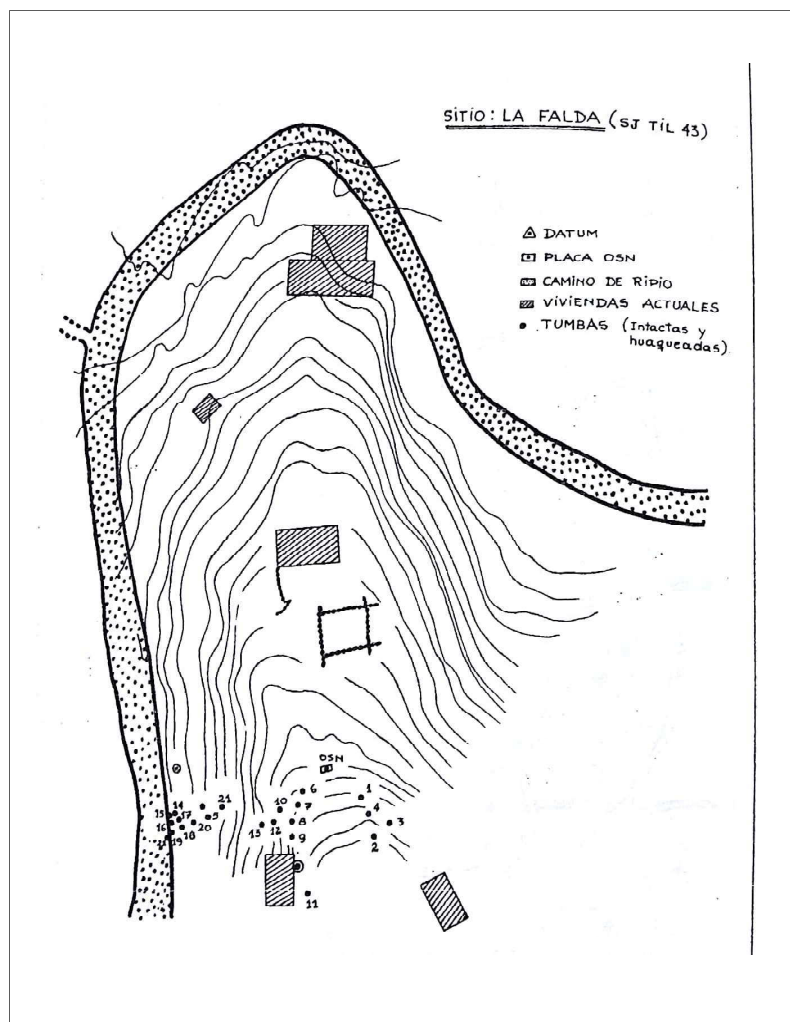 SITIO: LA FALDA (SJ TIL 43)
DATUM
PLACA OSN
CAMINO DE RIPIO
VIVIENDAS ACTUALES
TUMBAS (Intactas y
huaqueadas)
OSN
6
1
14
21
10
7
4
15
17
5
13
12
8
3
16
18
20
19
9
2
21
11